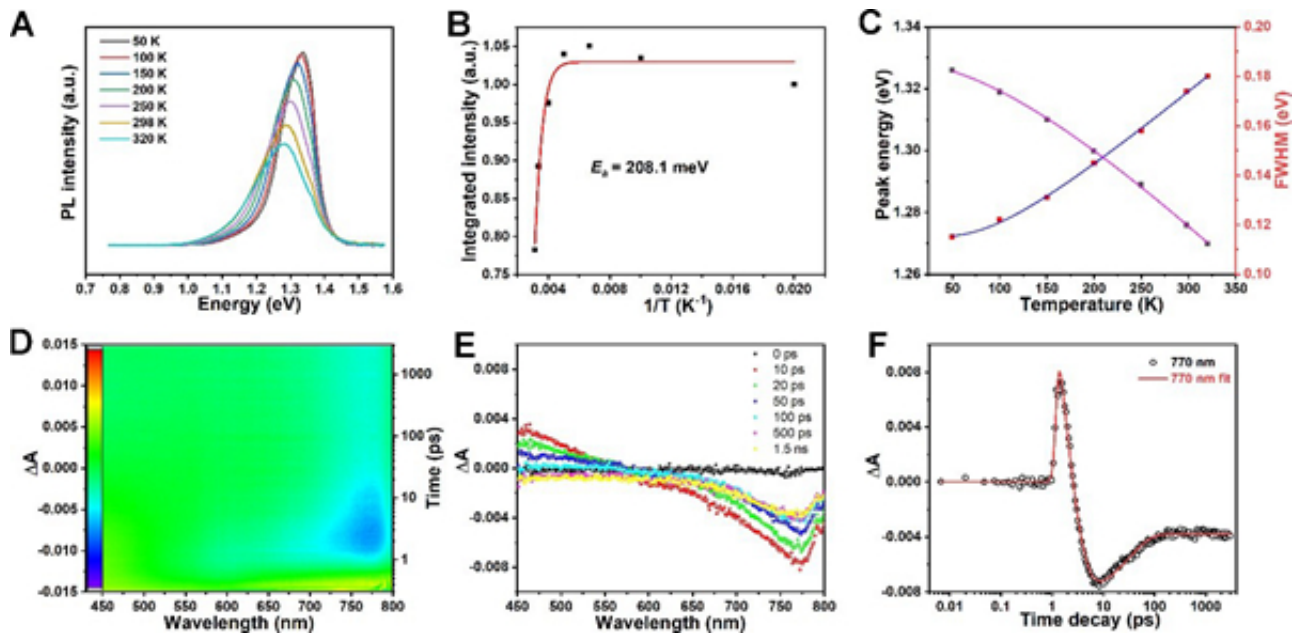 A
PL intensity (a.u.)
50 K
100 K
150 K
200 K
250 K
298 K
320 K
0.7 0.8 0.9 1.0 1.1 1.2 1.3 1.4 1.5 1.6
Energy (eV)
B
Integrated intensity (a.u.)
1.05
1.00
0.95
0.90
0.85
0.80
0.75
Ea = 208.1 meV
0.004 0.008 0.012 0.016 0.020
1/T (K⁻¹)
C
Peak energy (eV)
1.34
1.32
1.30
1.28
1.26
0.20
0.18
0.16
0.14
0.12
0.10
FWHM (eV)
50 100 150 200 250 300 350
Temperature (K)
D
ΔA
0.015
0.010
0.005
0.000
-0.005
-0.010
-0.015
1000
100
10
1
Time (ps)
450 500 550 600 650 700 750 800
Wavelength (nm)
E
ΔA
0.008
0.004
0.000
-0.004
-0.008
0 ps
10 ps
20 ps
50 ps
100 ps
500 ps
1.5 ns
450 500 550 600 650 700 750 800
Wavelength (nm)
F
ΔA
0.008
0.004
0.000
-0.004
-0.008
770 nm
770 nm fit
0.01 0.1 1 10 100 1000
Time decay (ps)